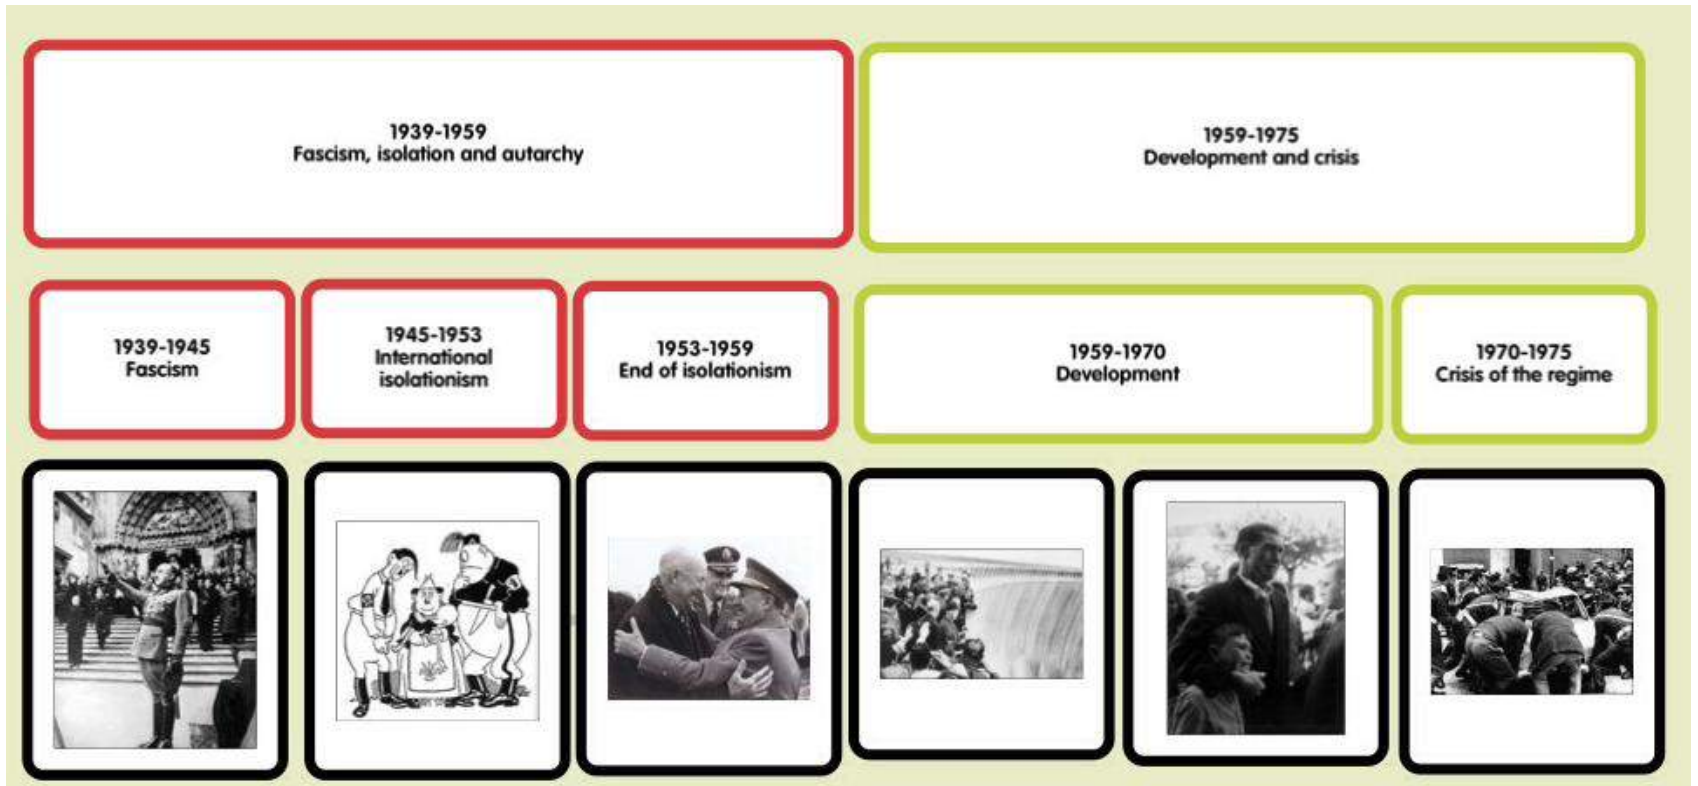 1939-1959
Fascism, isolation and autarchy
1959-1975
Development and crisis
1939-1945
Fascism
1945-1953
International
isolationism
1953-1959
End of isolationism
1959-1970
Development
1970-1975
Crisis of the regime